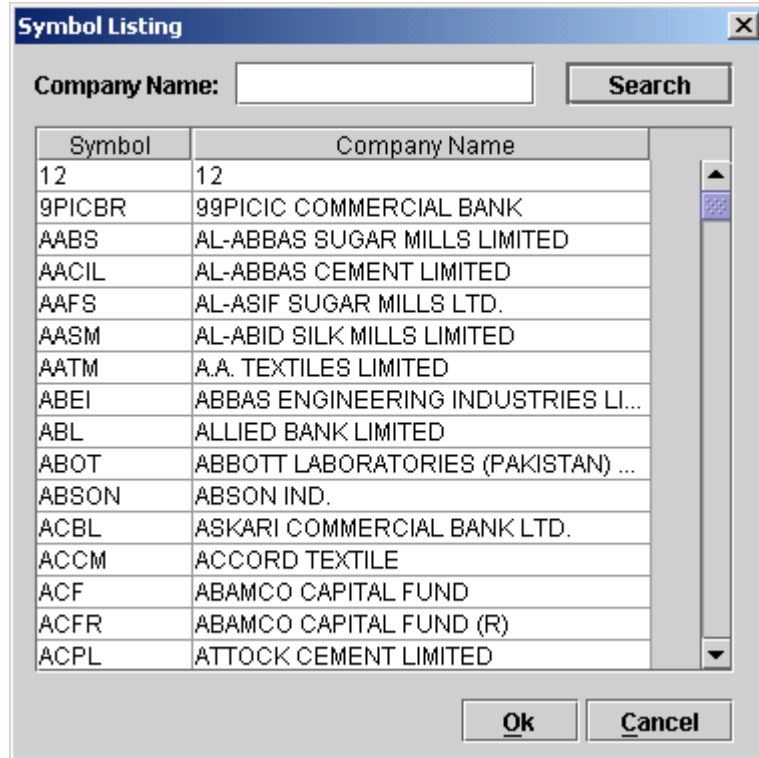 Symbol Listing
Company Name: Search
Symbol Company Name
12 12
9PICBR 99PICIC COMMERCIAL BANK
AABS AL-ABBAS SUGAR MILLS LIMITED
AACIL AL-ABBAS CEMENT LIMITED
AAFS AL-ASIF SUGAR MILLS LTD.
AASM AL-ABID SILK MILLS LIMITED
AATM A.A. TEXTILES LIMITED
ABEI ABBAS ENGINEERING INDUSTRIES LI...
ABL ALLIED BANK LIMITED
ABOT ABBOTT LABORATORIES (PAKISTAN) ...
ABSON ABSON IND.
ACBL ASKARI COMMERCIAL BANK LTD.
ACCM ACCORD TEXTILE
ACF ABAMCO CAPITAL FUND
ACFR ABAMCO CAPITAL FUND (R)
ACPL ATTOCK CEMENT LIMITED
Ok Cancel